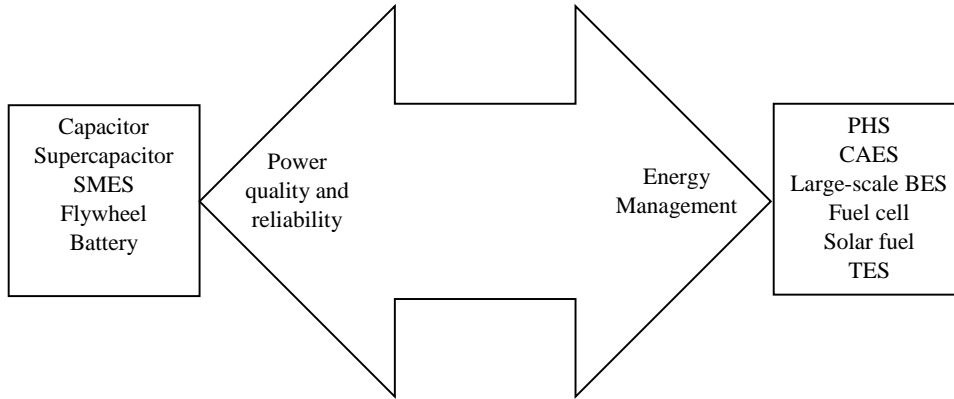 Capacitor
Supercapacitor
SMES
Flywheel
Battery
Power
quality and
reliability
Energy
Management
PHS
CAES
Large-scale BES
Fuel cell
Solar fuel
TES